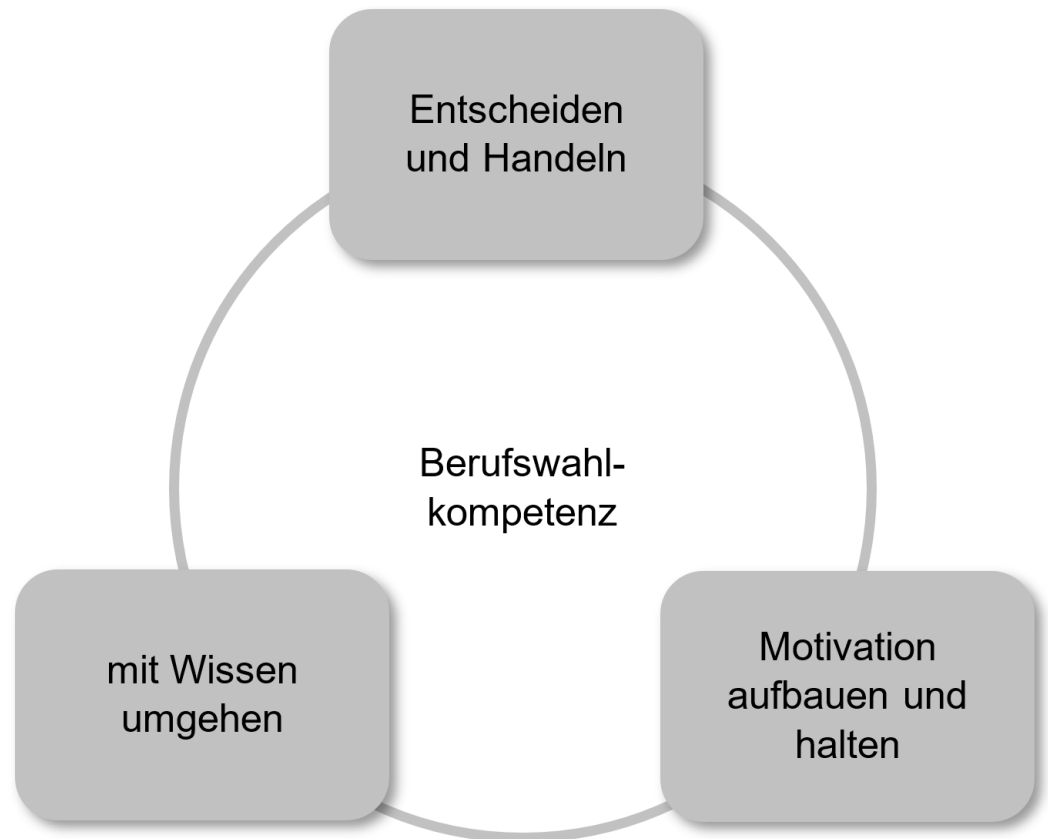 Entscheiden
und Handeln
Berufswahl-
kompetenz
mit Wissen
umgehen
Motivation
aufbauen und
halten